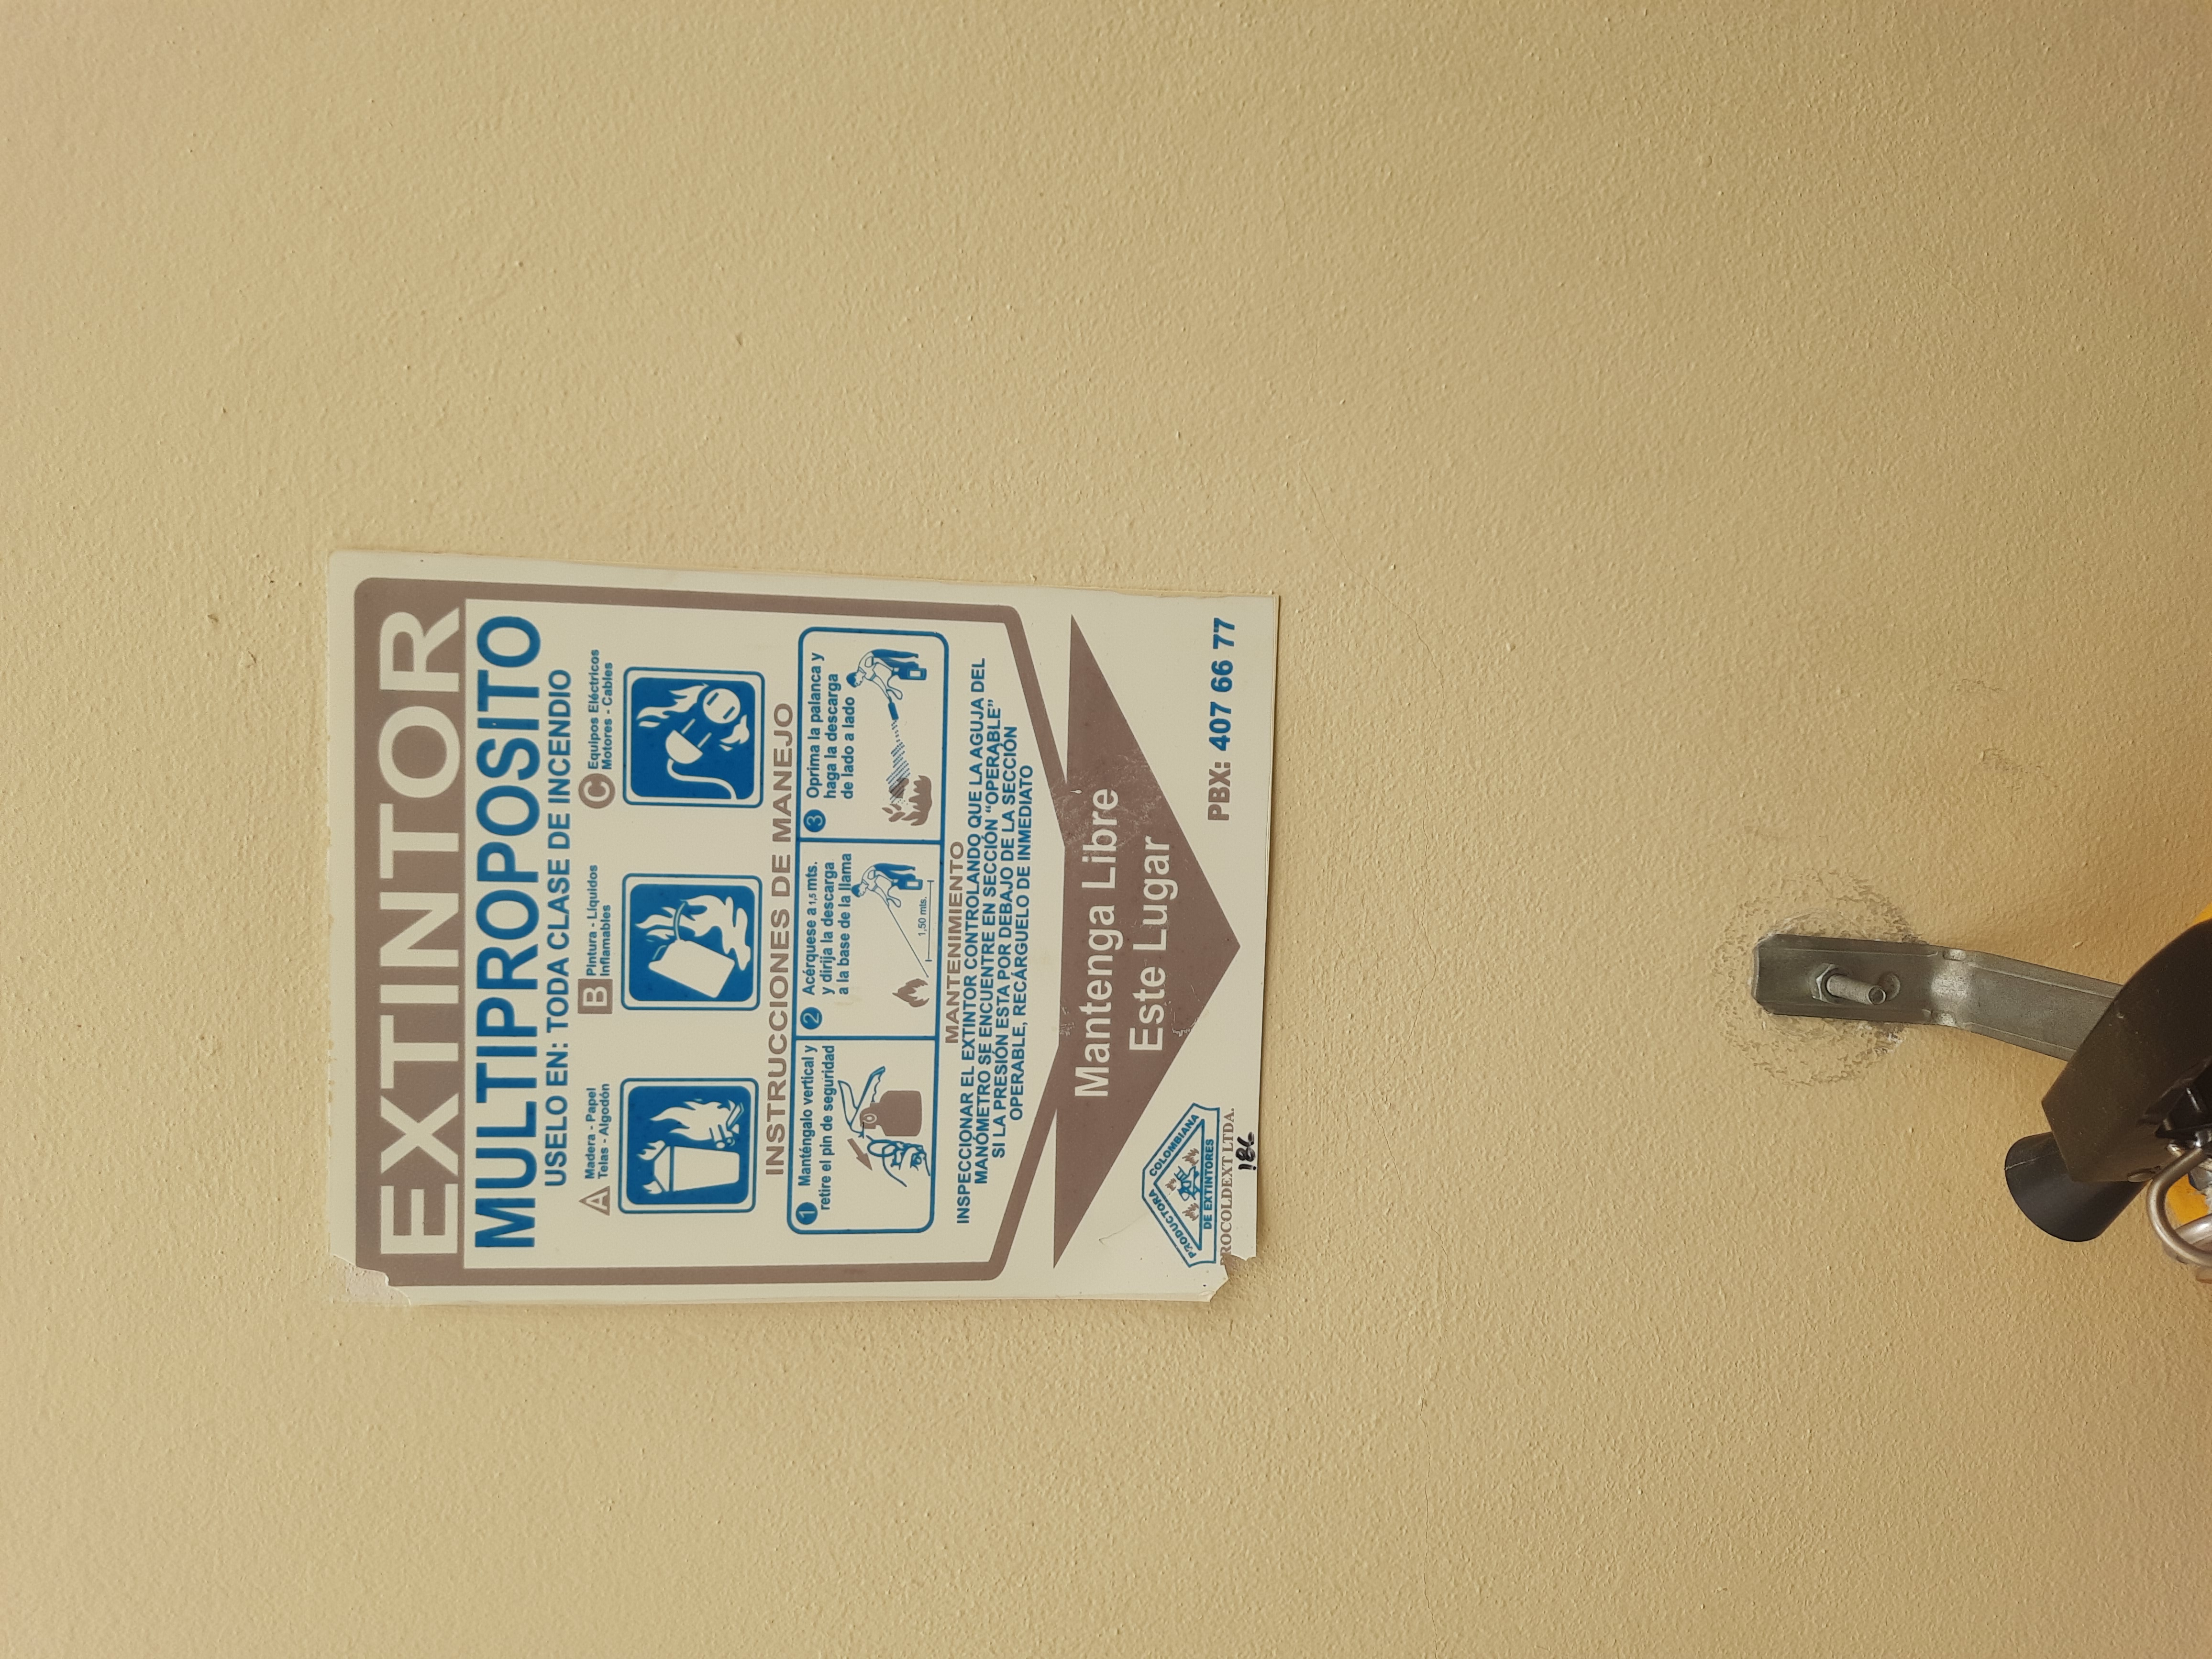 EXTINTOR
MULTIPROPOSITO
USELO EN: TODA CLASE DE INCENDIO
A Madera - Papel
Telas - Algodón
B Pintura - Líquidos
Inflamables
C Equipos Eléctricos
Motores - Cables
INSTRUCCIONES DE MANEJO
1 Manténgalo vertical y
retire el pin de seguridad
2 Acérquese a 1,5 mts.
y dirija la descarga
a la base de la llama
1,50 mts.
3 Oprima la palanca y
haga la descarga
de lado a lado
MANTENIMIENTO
INSPECCIONAR EL EXTINTOR CONTROLANDO QUE LA AGUJA DEL
MANÓMETRO SE ENCUENTRE EN SECCIÓN “OPERABLE”
SI LA PRESIÓN ESTA POR DEBAJO DE LA SECCIÓN
OPERABLE, RECÁRGUELO DE INMEDIATO
Mantenga Libre
Este Lugar
PRODUCTORA COLOMBIANA
DE EXTINTORES
PROCOLDEXT LTDA.
186
PBX: 407 66 77